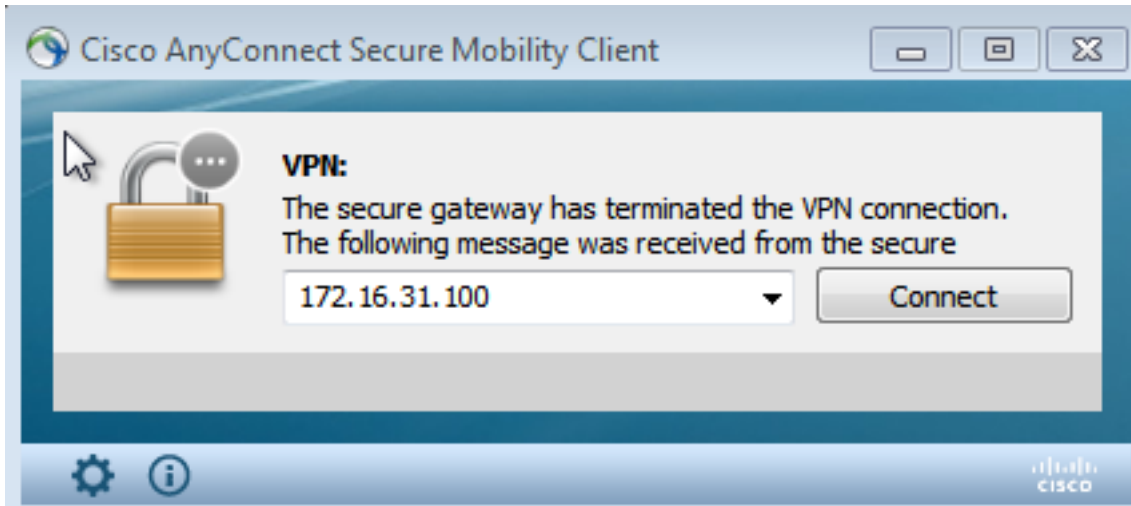 Cisco AnyConnect Secure Mobility Client
VPN:
The secure gateway has terminated the VPN connection.
The following message was received from the secure
172.16.31.100
Connect
CISCO